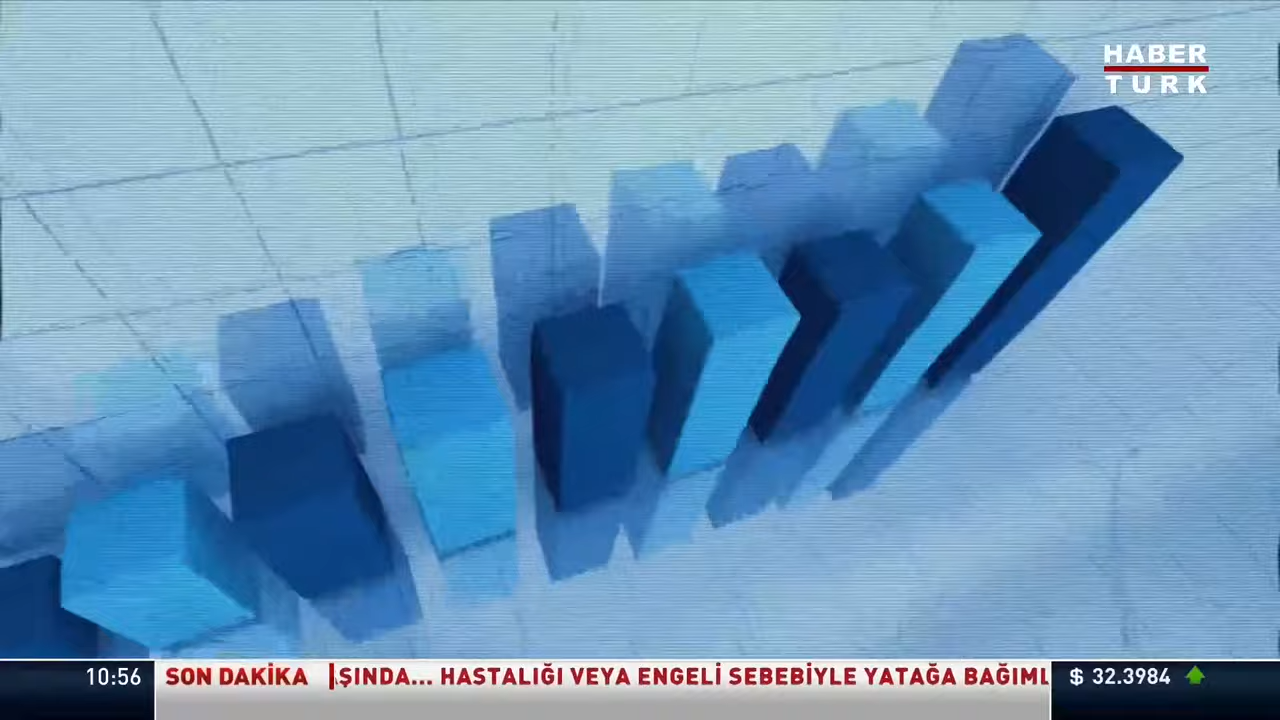 HABER
TURK
10:56
SON DAKİKA
ŞINDA... HASTALIĞI VEYA ENGELİ SEBEBİYLE YATAĞA BAĞIML
$ 32.3984